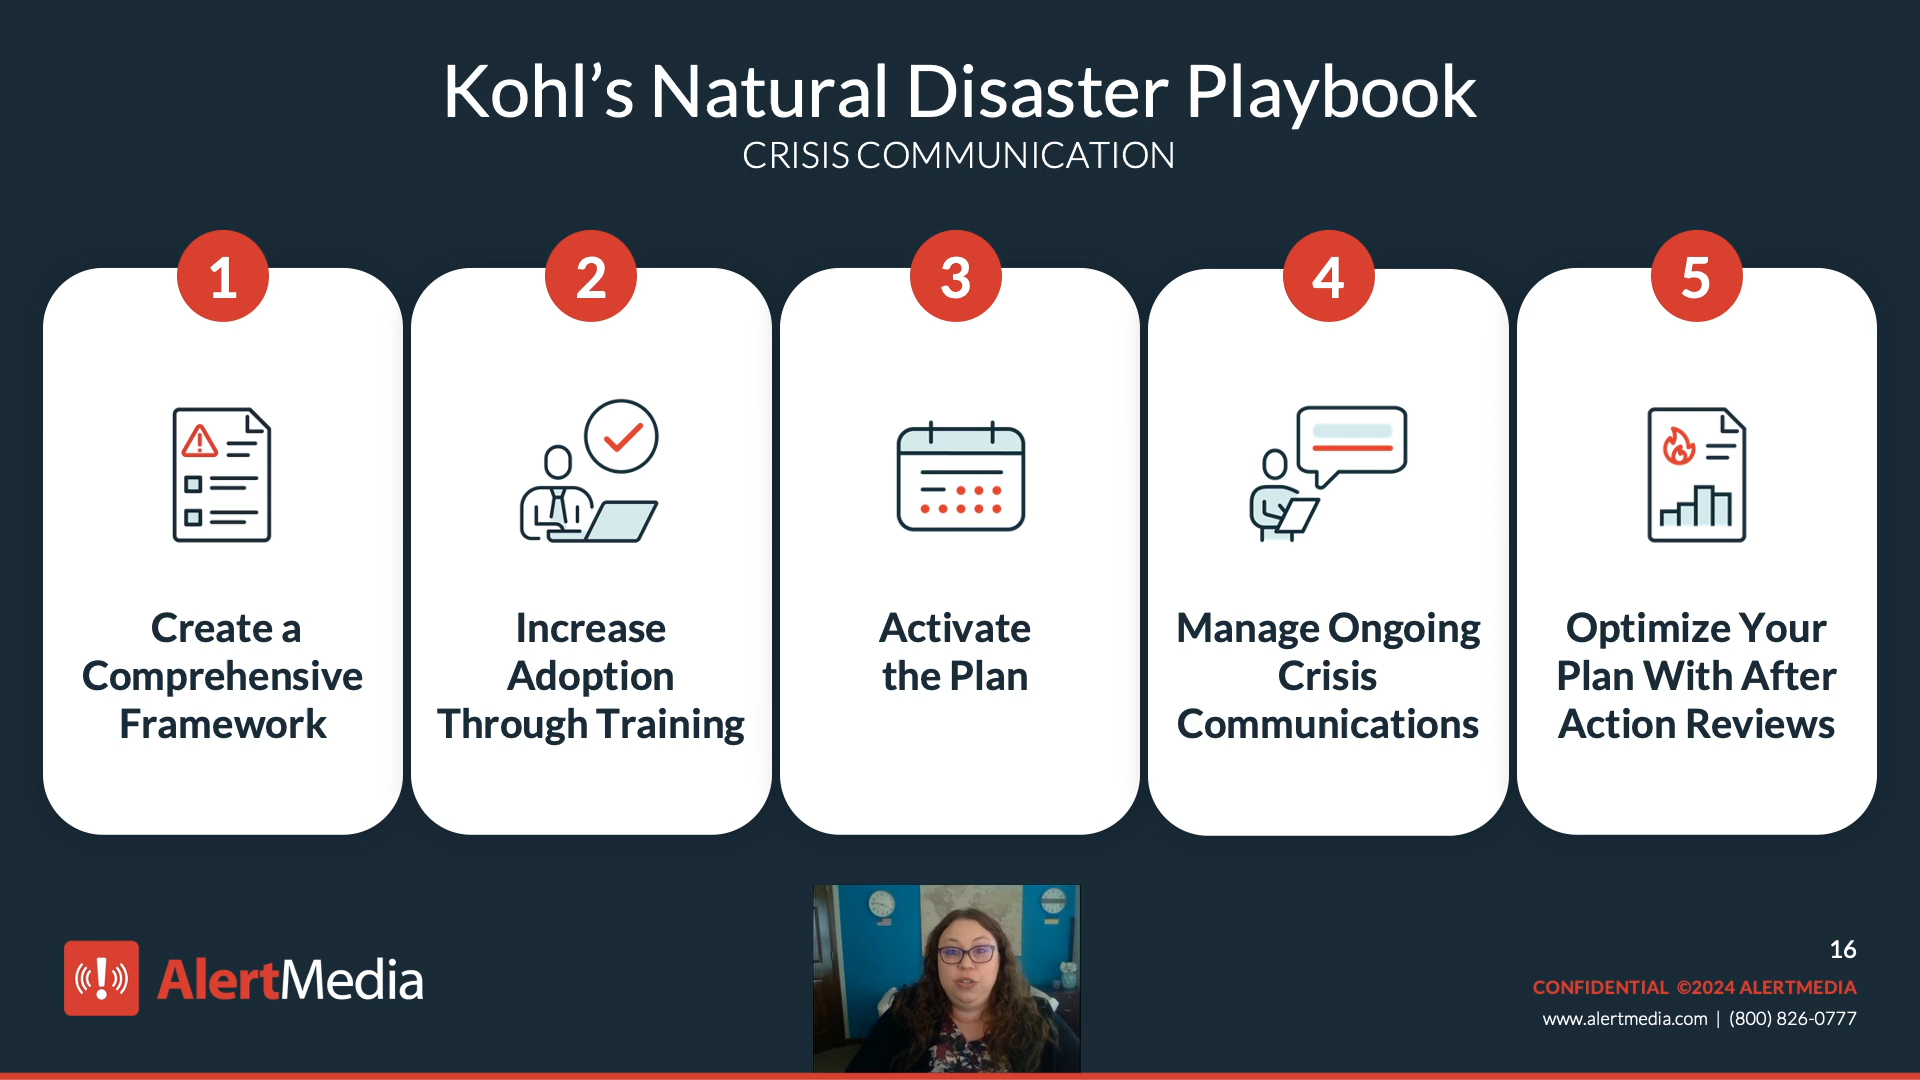 Kohl’s Natural Disaster Playbook
CRISIS COMMUNICATION
1
Create a
Comprehensive
Framework
2
Increase
Adoption
Through Training
3
Activate
the Plan
4
Manage Ongoing
Crisis
Communications
5
Optimize Your
Plan With After
Action Reviews
AlertMedia
16
CONFIDENTIAL ©2024 ALERTMEDIA
www.alertmedia.com | (800) 826-0777